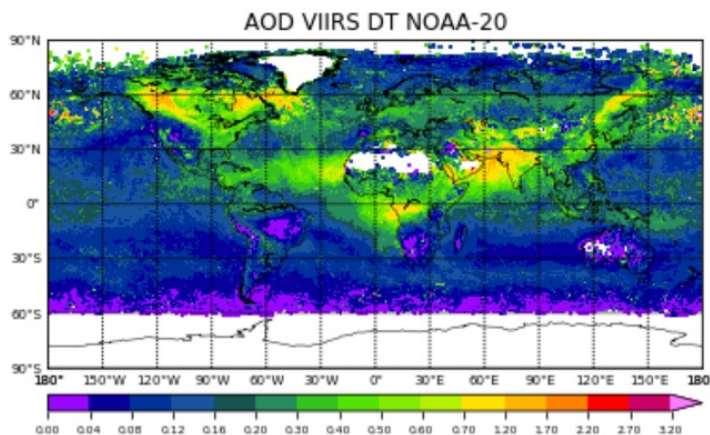 AOD VIIRS DT NOAA-20
90°N
60°N
30°N
0°
30°S
60°S
90°S
180° 150°W 120°W 90°W 60°W 30°W 0° 30°E 60°E 90°E 120°E 150°E 180
0.00 0.04 0.08 0.12 0.16 0.20 0.30 0.40 0.50 0.60 0.70 1.20 1.70 2.20 2.70 3.20